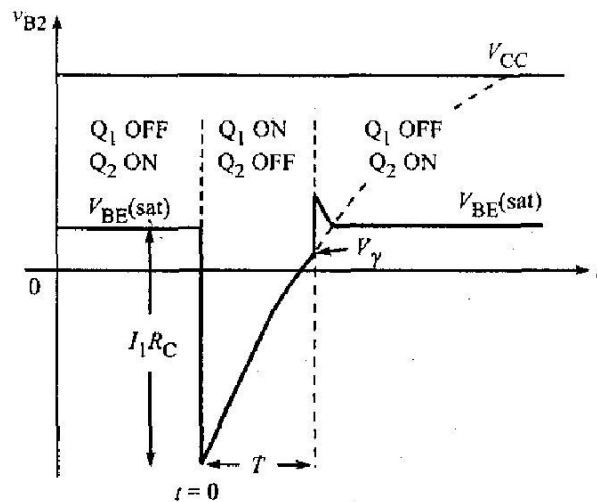 v_B2
V_CC
Q_1 OFF Q_1 ON Q_1 OFF
Q_2 ON Q_2 OFF Q_2 ON
V_BE(sat) V_BE(sat)
V_γ
0
I_1R_C
T
t = 0